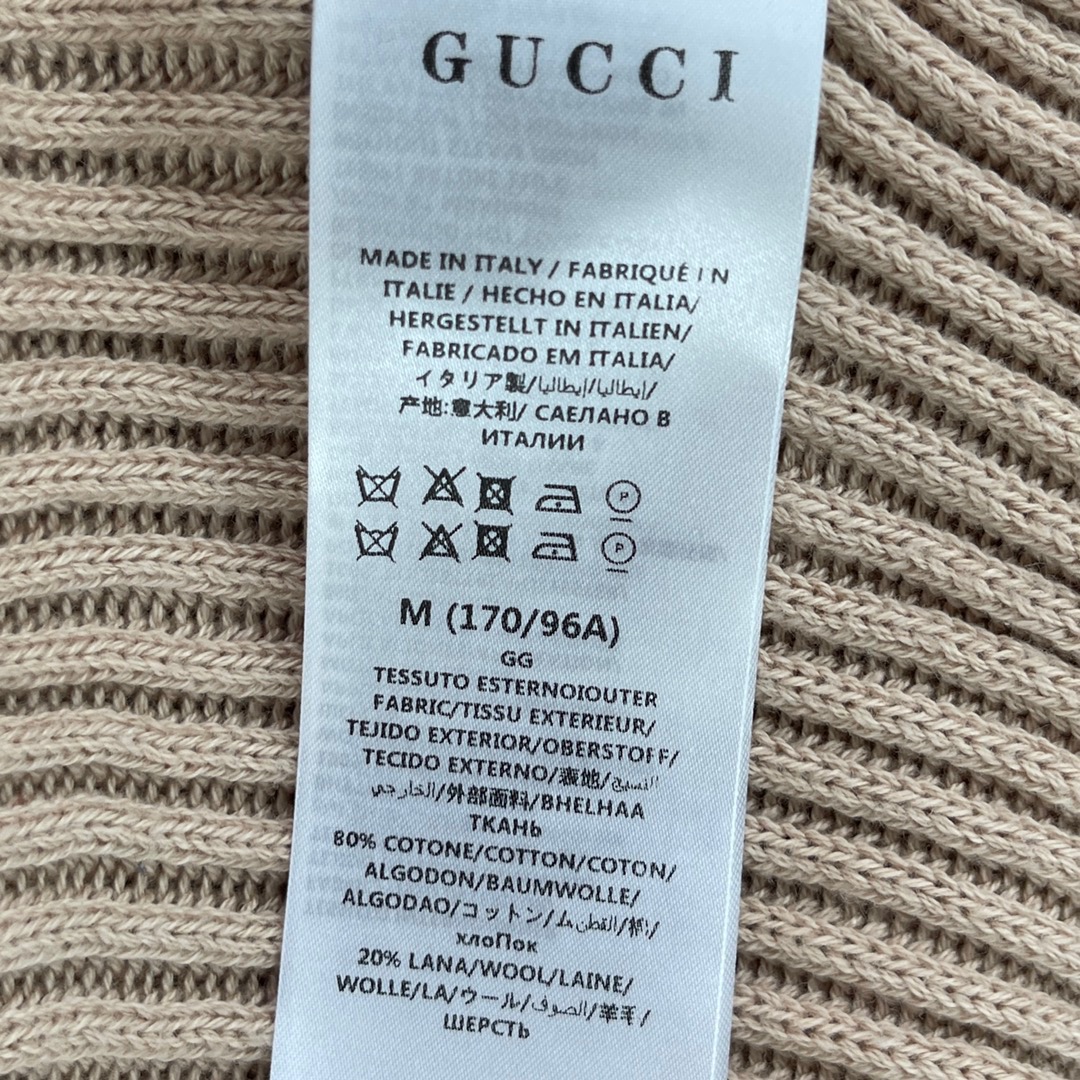 GUCCI
MADE IN ITALY / FABRIQUÉ I N
ITALIE / HECHO EN ITALIA/
HERGESTELLT IN ITALIEN/
FABRICADO EM ITALIA/
イタリア製/إيطاليا/إيطاليا/
产地:意大利/ CAЕЛАНО В
ИТАЛИИ
P
P
M (170/96A)
GG
TESSUTO ESTERNOIOUTER
FABRIC/TISSU EXTERIEUR/
TEJIDO EXTERIOR/OBERSTOFF/
TECIDO EXTERNO/表地/النسيج
الخارجي/外部面料/BHELHAA
ТКАНЬ
80% COTONE/COTTON/COTON/
ALGODON/BAUMWOLLE/
ALGODAO/コットン/القطن/棉/
хлоПок
20% LANA/WOOL/LAINE/
WOLLE/LA/ウール/الصوف/羊毛/
ШЕРСТЬ